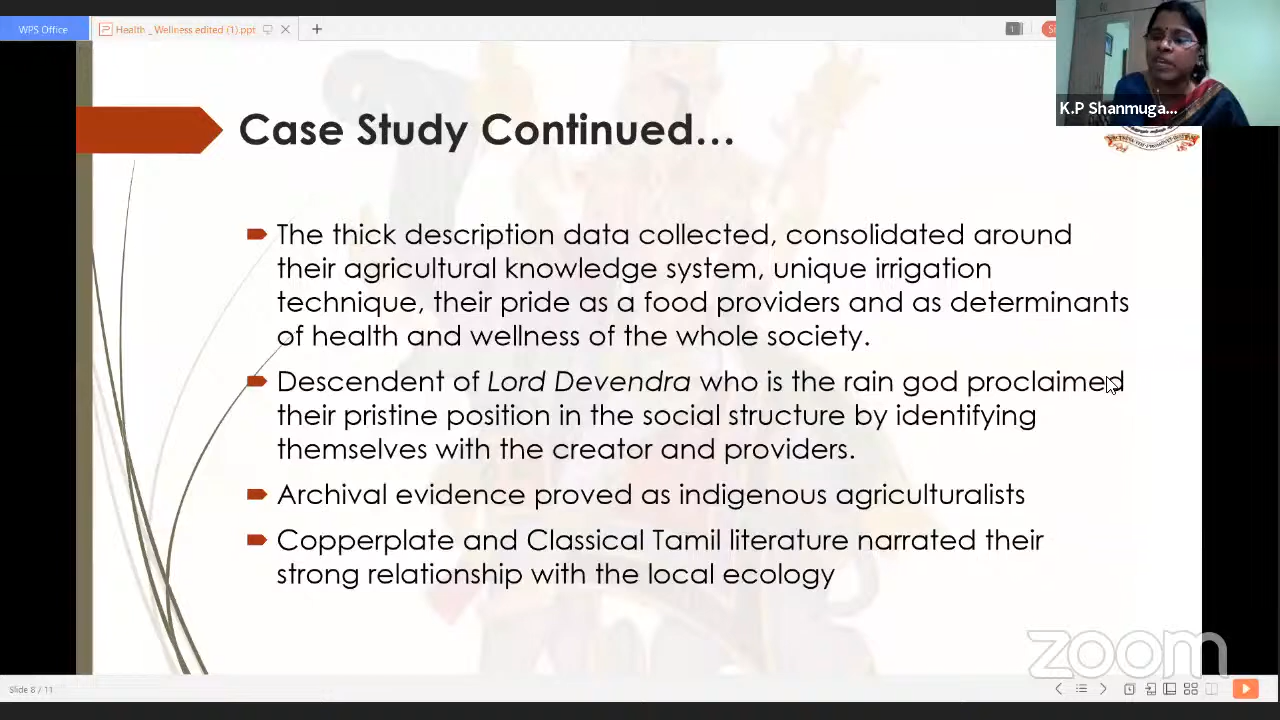 WPS Office
Health _ Wellness edited (1).ppt
1
K.P Shanmuga...
Case Study Continued...
The thick description data collected, consolidated around
their agricultural knowledge system, unique irrigation
technique, their pride as a food providers and as determinants
of health and wellness of the whole society.
Descendent of Lord Devendra who is the rain god proclaimed
their pristine position in the social structure by identifying
themselves with the creator and providers.
Archival evidence proved as indigenous agriculturalists
Copperplate and Classical Tamil literature narrated their
strong relationship with the local ecology
zoom
Slide 8 / 11